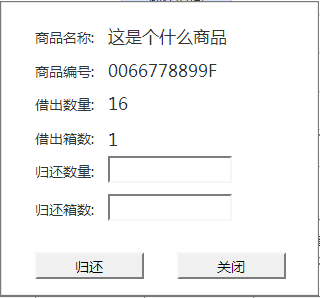 商品名称: 这是个什么商品
商品编号: 0066778899F
借出数量: 16
借出箱数: 1
归还数量:
归还箱数:
归还 关闭